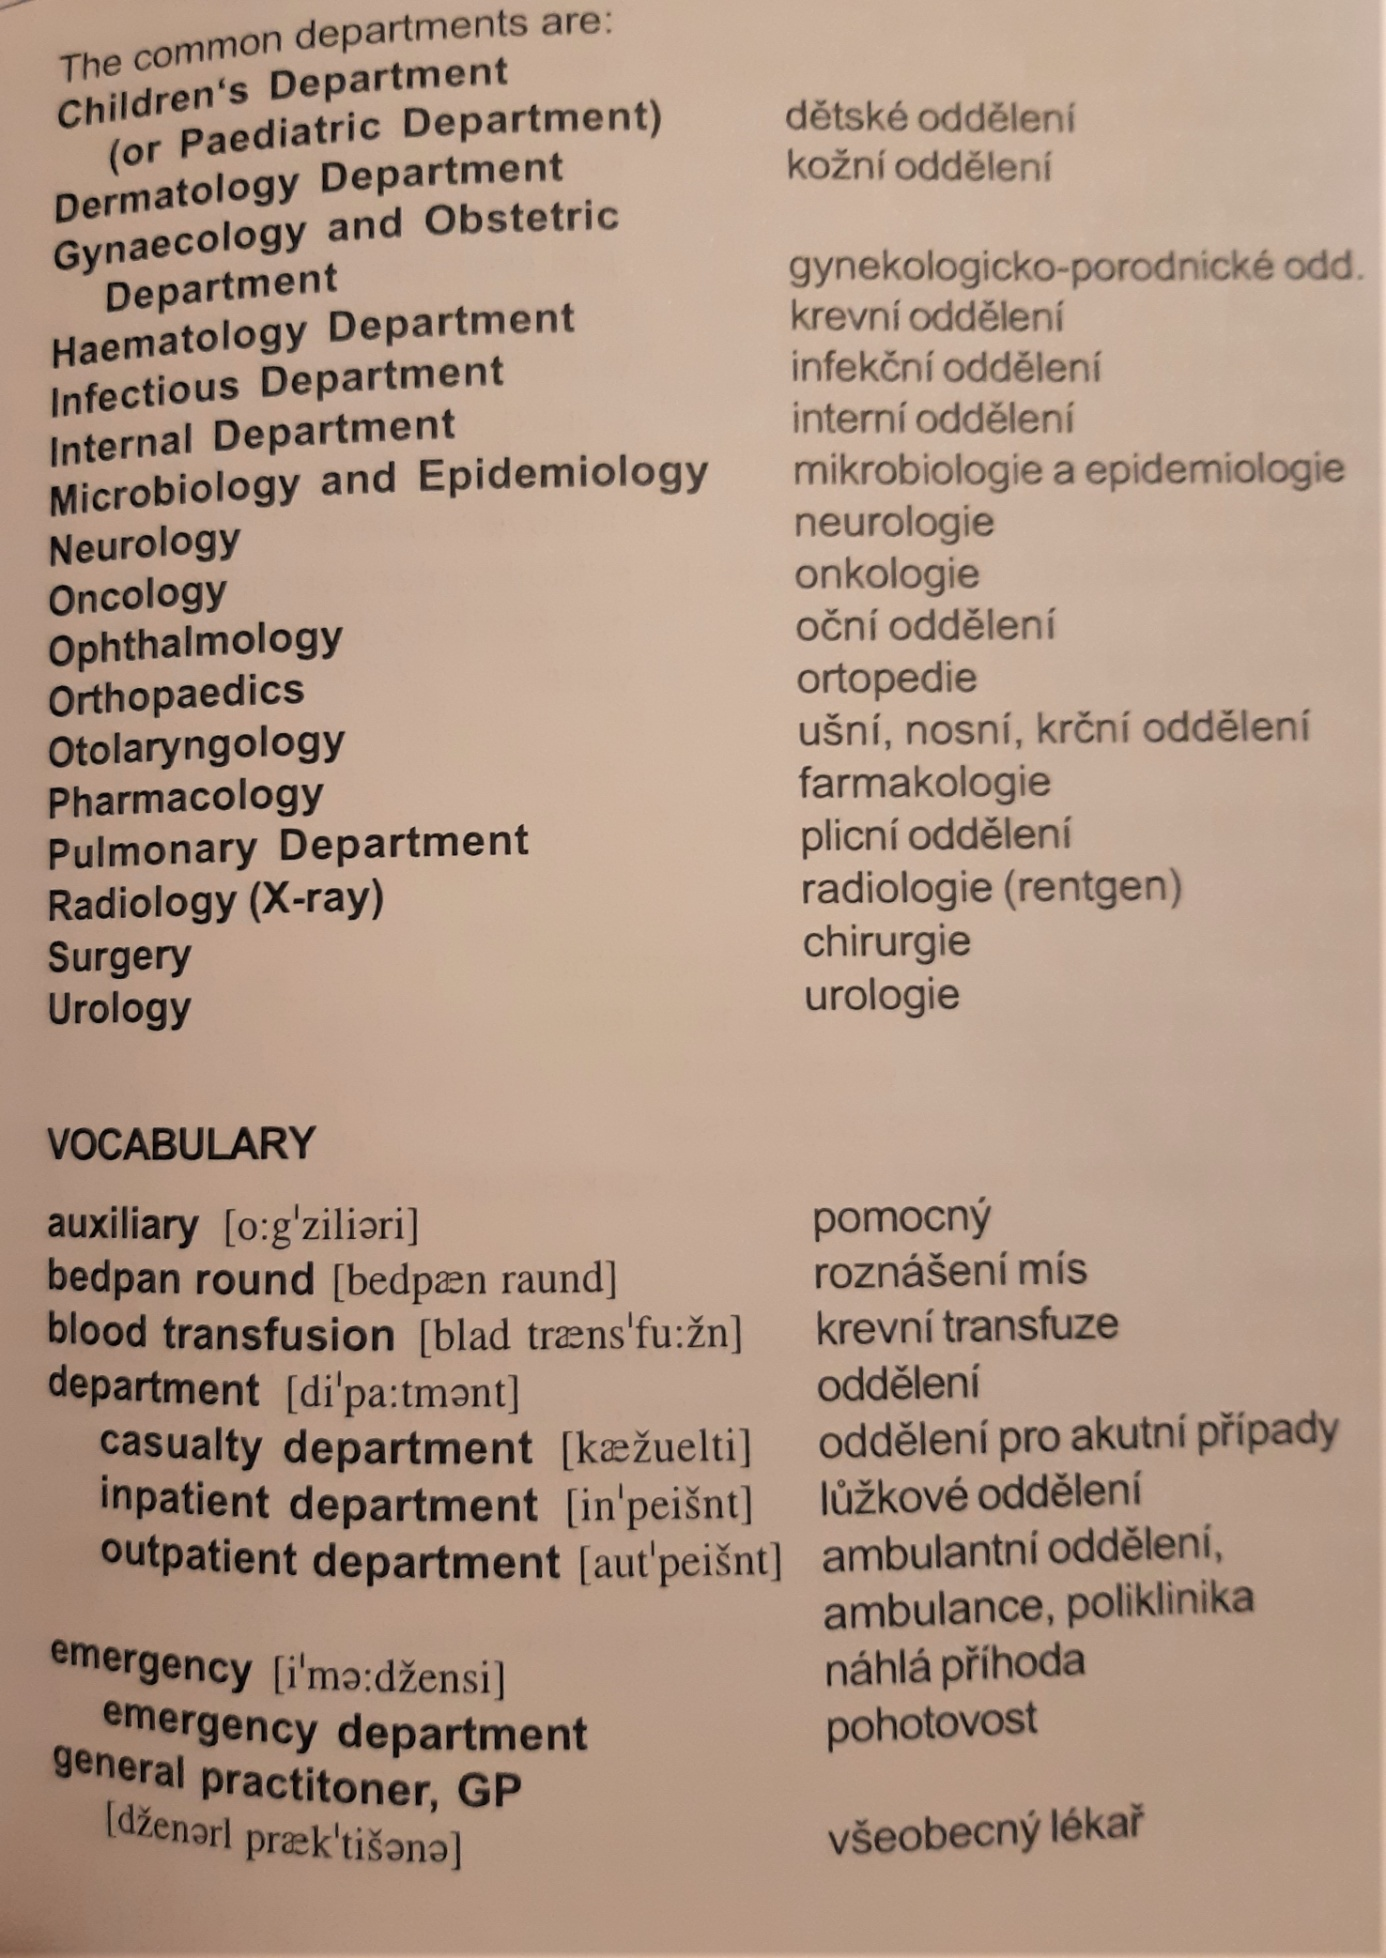 The common departments are:
Children's Department
(or Paediatric Department) dětské oddělení
Dermatology Department kožní oddělení
Gynaecology and Obstetric
Department gynekologicko-porodnické odd.
Haematology Department krevní oddělení
Infectious Department infekční oddělení
Internal Department interní oddělení
Microbiology and Epidemiology mikrobiologie a epidemiologie
Neurology neurologie
Oncology onkologie
Ophthalmology oční oddělení
Orthopaedics ortopedie
Otolaryngology ušní, nosní, krční oddělení
Pharmacology farmakologie
Pulmonary Department plicní oddělení
Radiology (X-ray) radiologie (rentgen)
Surgery chirurgie
Urology urologie
VOCABULARY
auxiliary [o:gˈziliəri] pomocný
bedpan round [bedpæn raund] roznášení mís
blood transfusion [blad trænsˈfu:žn] krevní transfuze
department [diˈpa:tmənt] oddělení
casualty department [kæžuelti] oddělení pro akutní případy
inpatient department [inˈpeišnt] lůžkové oddělení
outpatient department [autˈpeišnt] ambulantní oddělení,
ambulance, poliklinika
emergency [iˈmə:džensi] náhlá příhoda
emergency department pohotovost
general practitoner, GP
[dženərl prækˈtišənə] všeobecný lékař